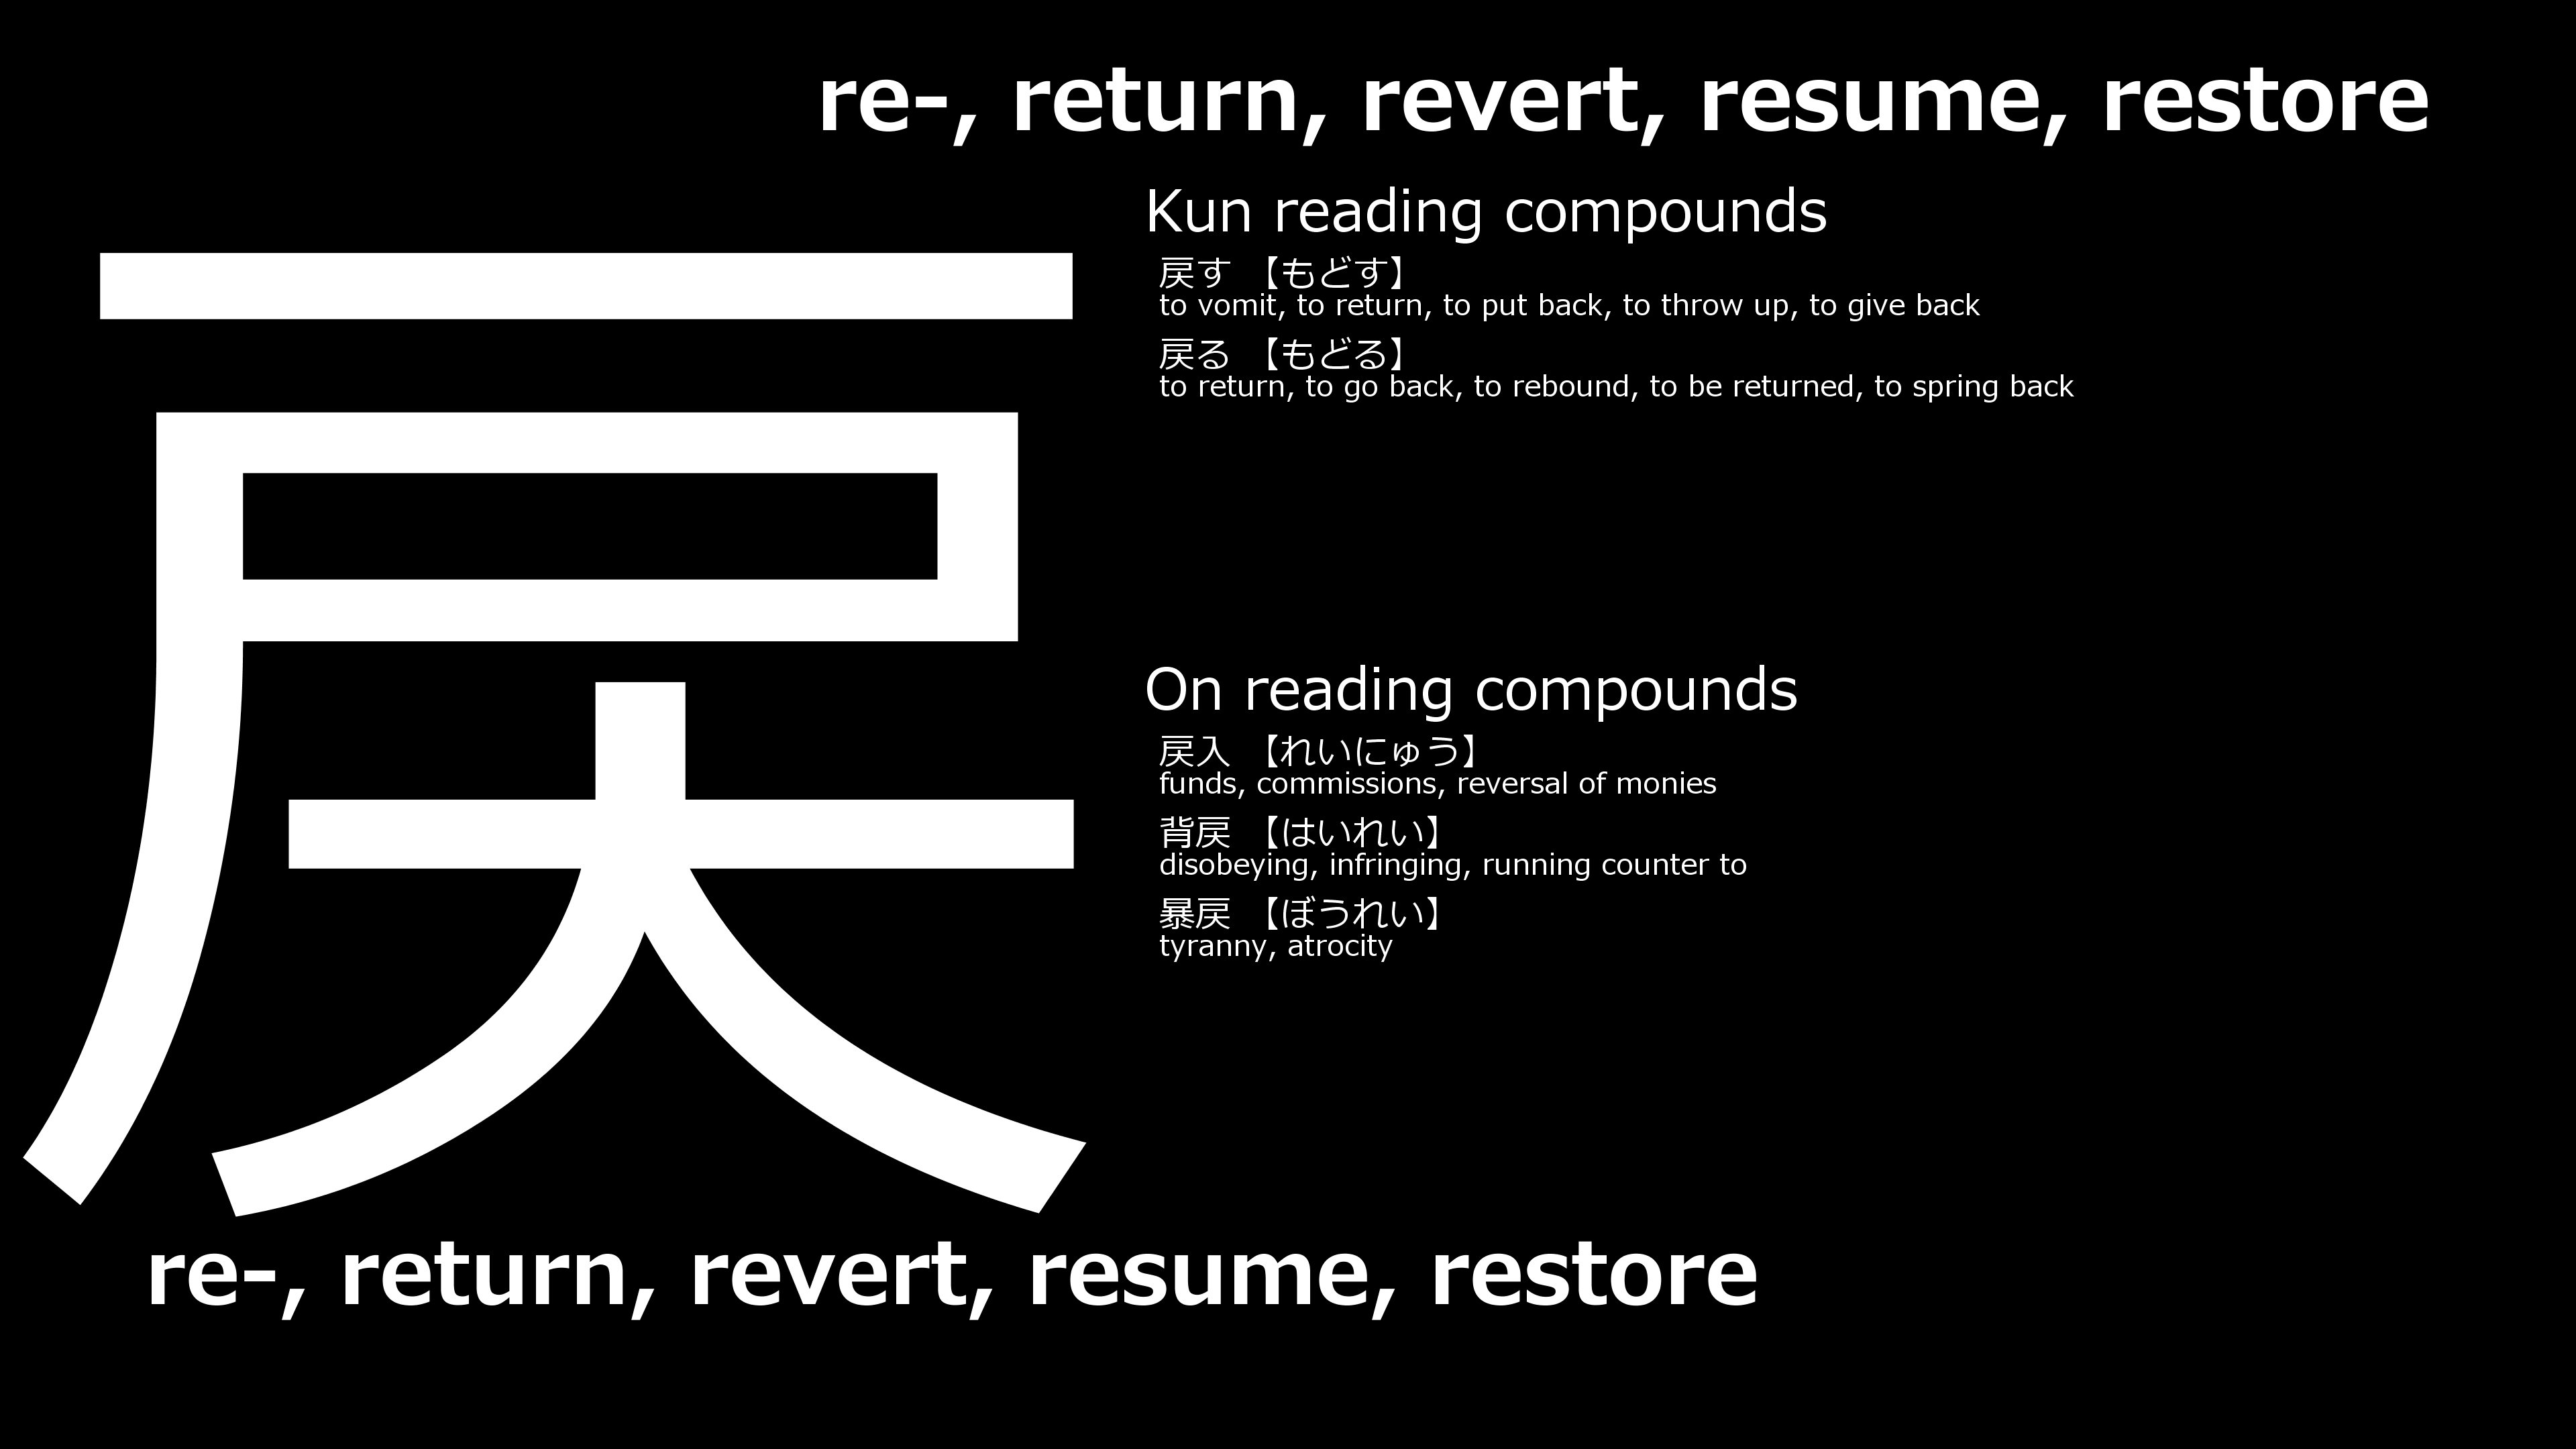 re-, return, revert, resume, restore
戻
Kun reading compounds
戻す 【もどす】
to vomit, to return, to put back, to throw up, to give back
戻る 【もどる】
to return, to go back, to rebound, to be returned, to spring back
On reading compounds
戻入 【れいにゅう】
funds, commissions, reversal of monies
背戻 【はいれい】
disobeying, infringing, running counter to
暴戻 【ぼうれい】
tyranny, atrocity
re-, return, revert, resume, restore